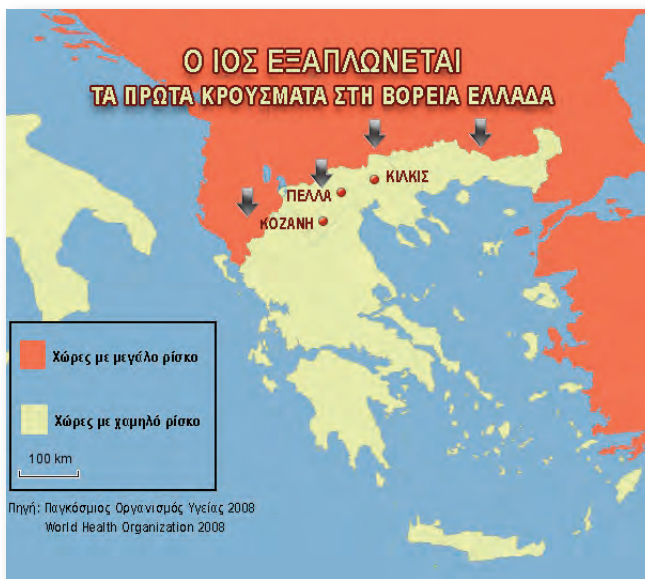 Ο ΙΟΣ ΕΞΑΠΛΩΝΕΤΑΙ
ΤΑ ΠΡΩΤΑ ΚΡΟΥΣΜΑΤΑ ΣΤΗ ΒΟΡΕΙΑ ΕΛΛΑΔΑ
ΚΙΛΚΙΣ
ΠΕΛΛΑ
ΚΟΖΑΝΗ
Χώρες με μεγάλο ρίσκο
Χώρες με χαμηλό ρίσκο
100 km
Πηγή: Παγκόσμιος Οργανισμός Υγείας 2008
World Health Organization 2008